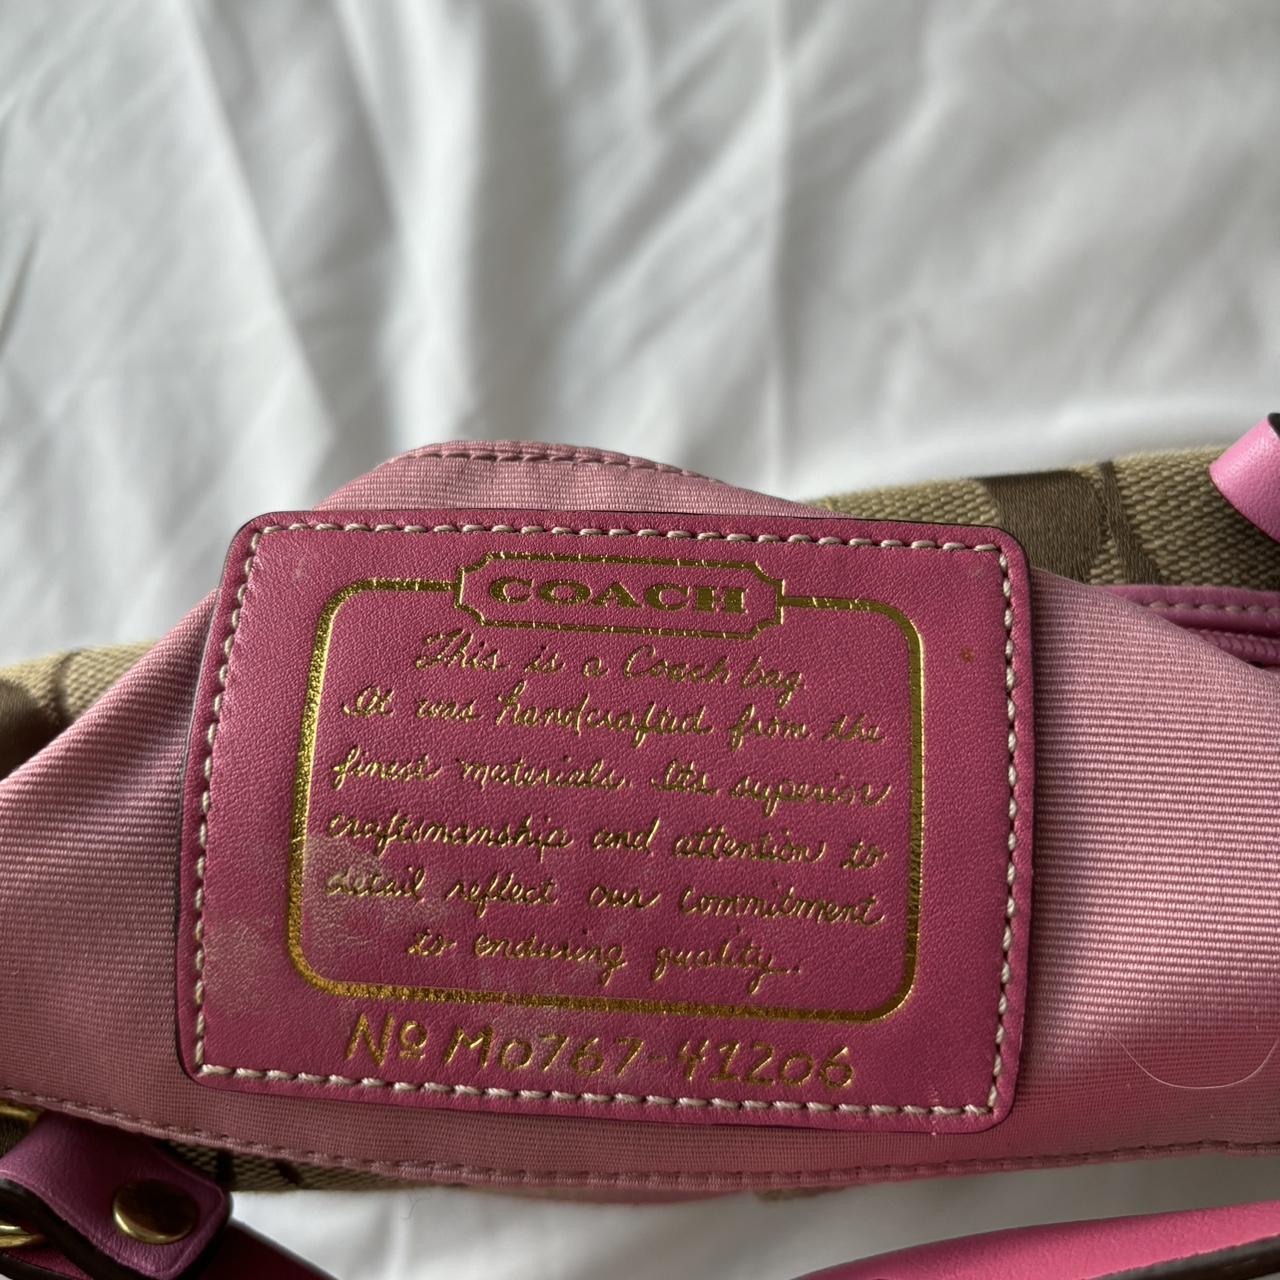 COACH
This is a Coach bag
It was handcrafted from the
finest materials. Its superior
craftsmanship and attention to
detail reflect our commitment
to enduring quality.
Nº M0767-41206